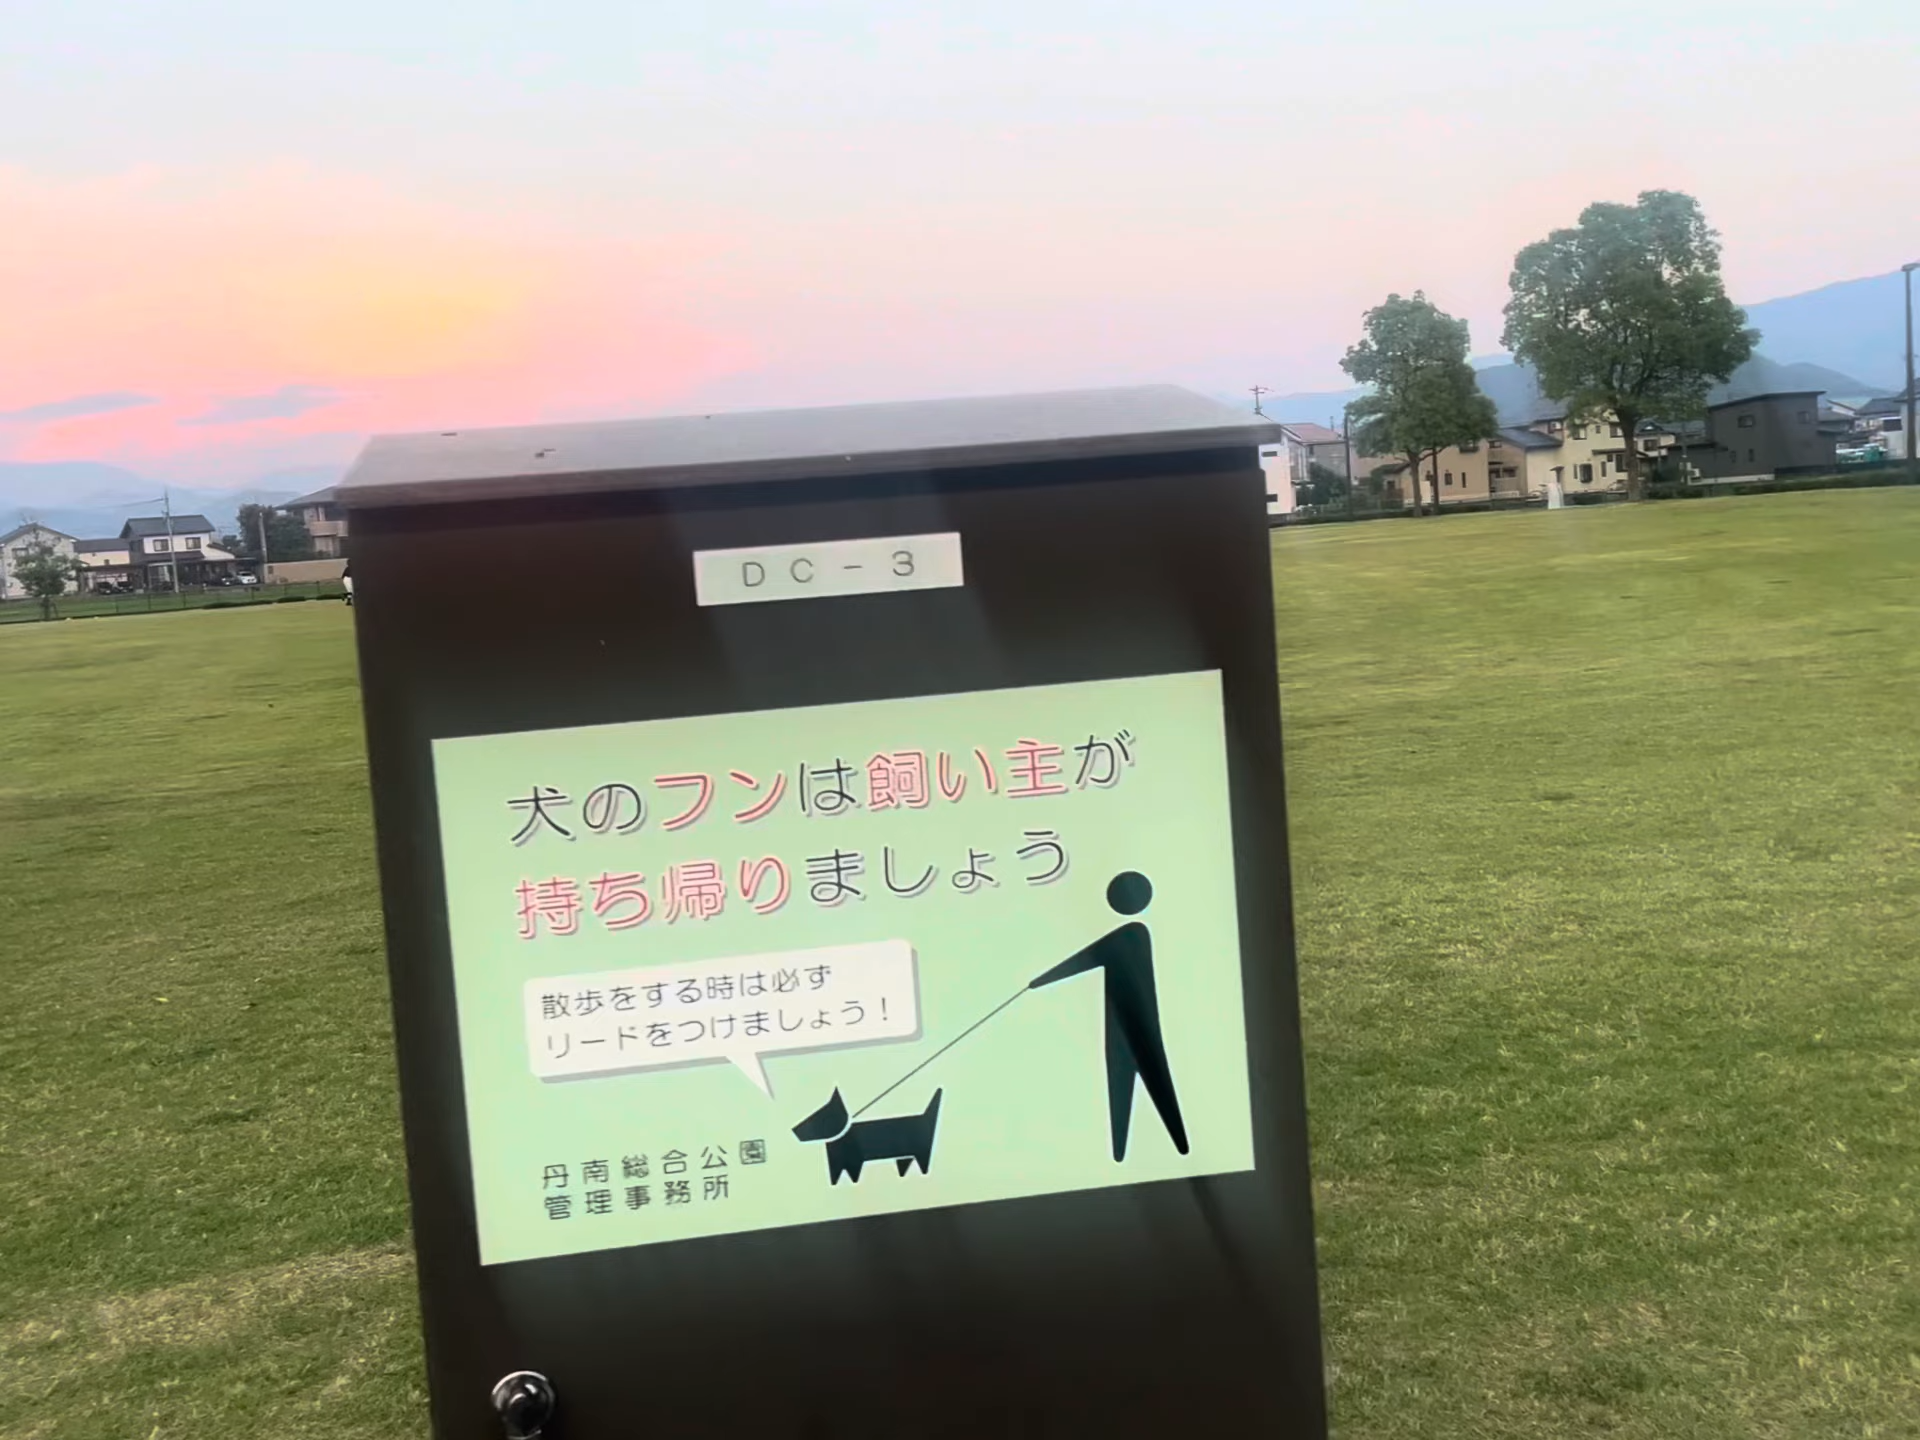 DC-3
犬のフンは飼い主が
持ち帰りましょう
散歩をする時は必ず
リードをつけましょう！
丹南総合公園
管理事務所